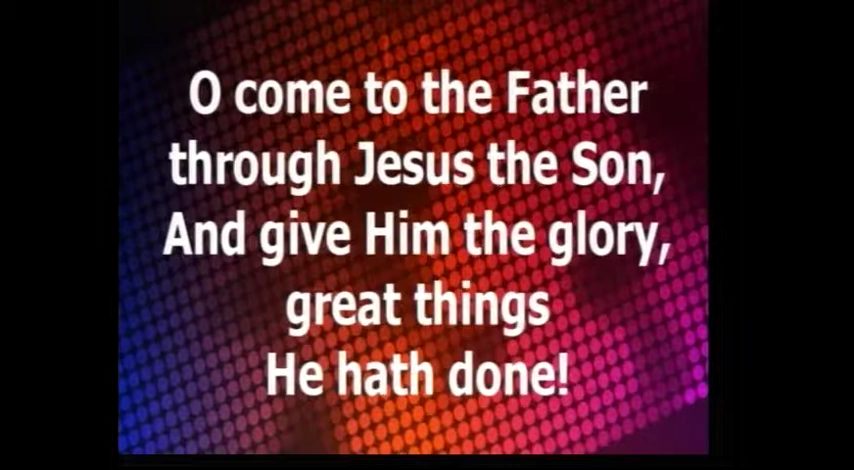 O come to the Father
through Jesus the Son,
And give Him the glory,
great things
He hath done!